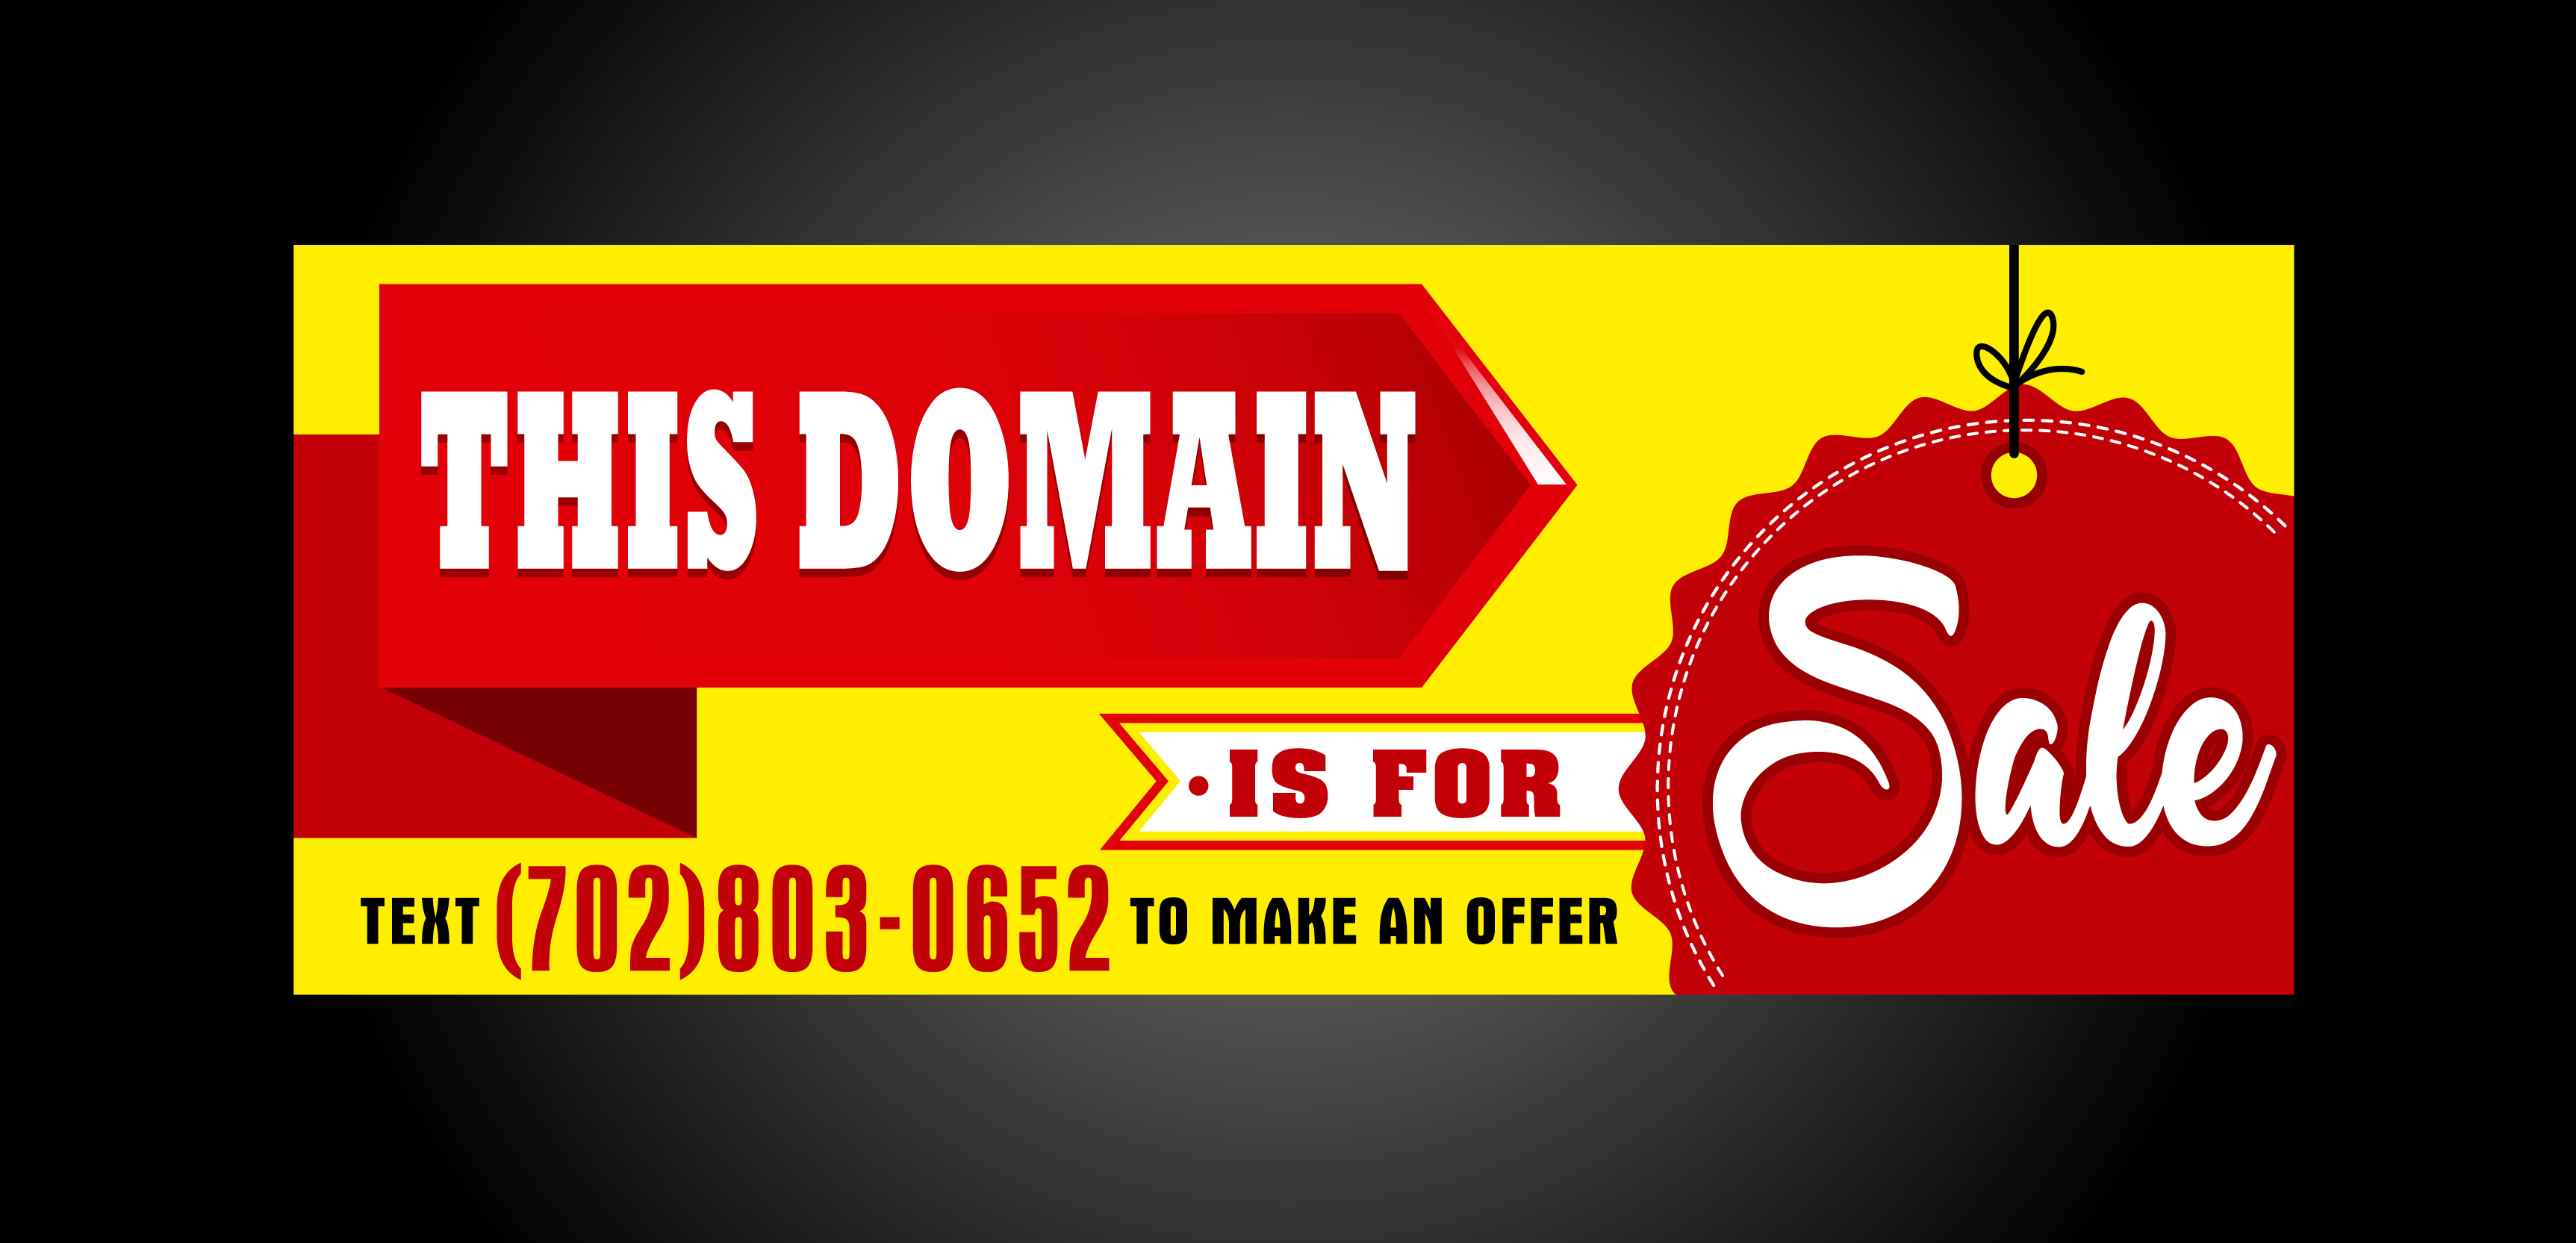 THIS DOMAIN
• IS FOR
Sale
TEXT (702)803-0652 TO MAKE AN OFFER